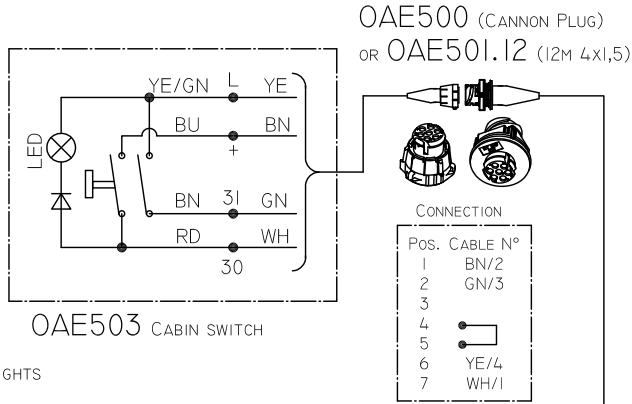 OAE500 (CANNON PLUG)
OR OAE501.12 (12M 4X1,5)
YE/GN L YE
BU BN
+
LED
BN 31 GN
RD WH
30
OAE503 CABIN SWITCH
GHTS
CONNECTION
POS. CABLE N°
1 BN/2
2 GN/3
3
4
5
6 YE/4
7 WH/1